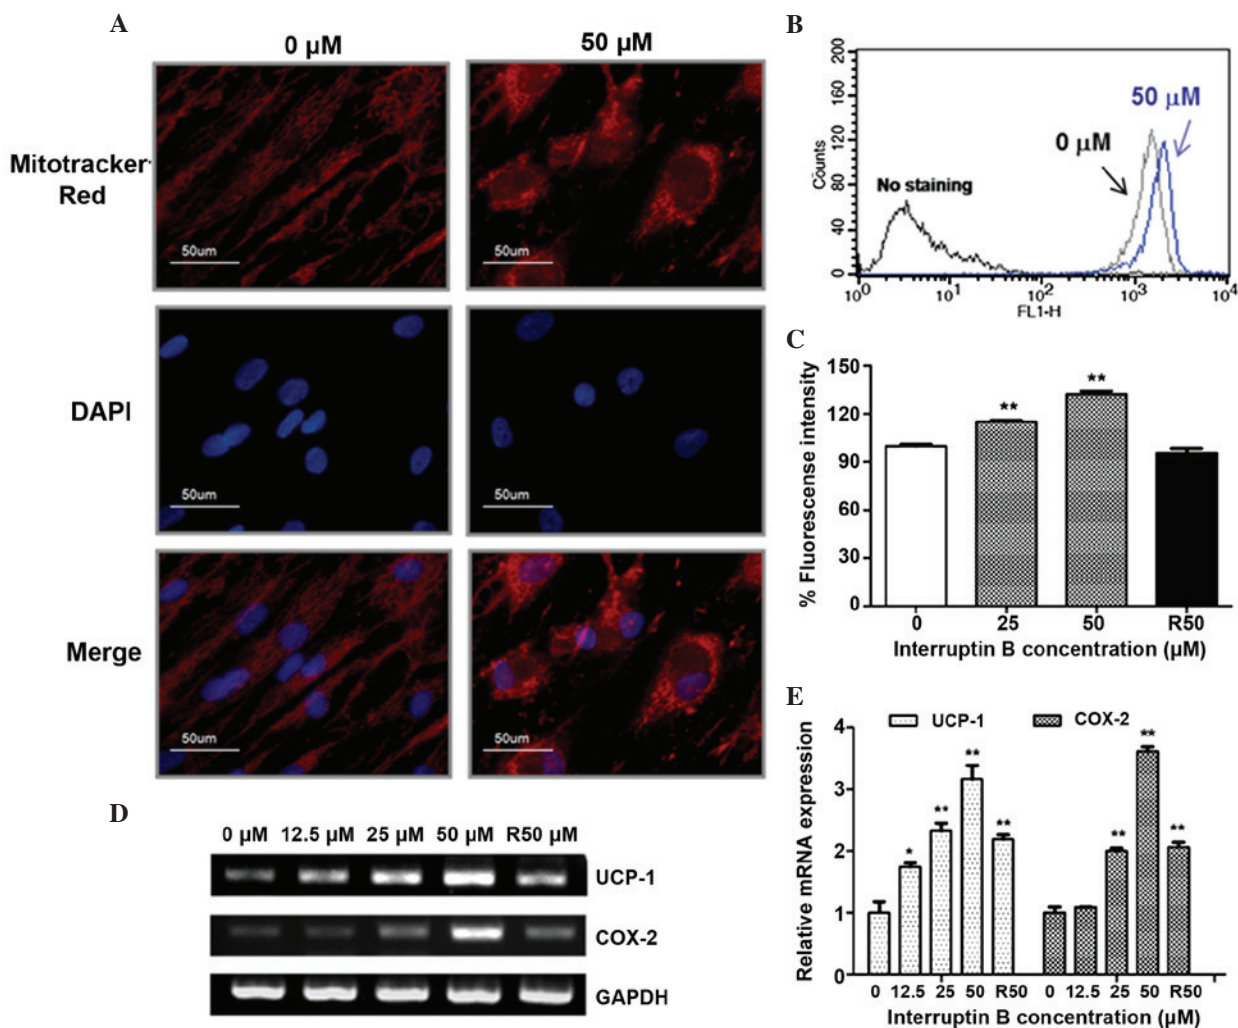 A
0 μM
50 μM
Mitotracker
Red
50um
50um
DAPI
50um
50um
Merge
50um
50um
B
200
160
120
80
40
0
Counts
No staining
0 μM
50 μM
10⁰
10¹
10²
10³
10⁴
FL1-H
C
150
120
90
60
30
0
% Fluorescense intensity
**
**
0
25
50
R50
Interruptin B concentration (μM)
D
0 μM 12.5 μM 25 μM 50 μM R50 μM
UCP-1
COX-2
GAPDH
E
UCP-1
COX-2
4
3
2
1
0
Relative mRNA expression
*
**
**
**
**
**
**
0 12.5 25 50 R50 0 12.5 25 50 R50
Interruptin B concentration (μM)